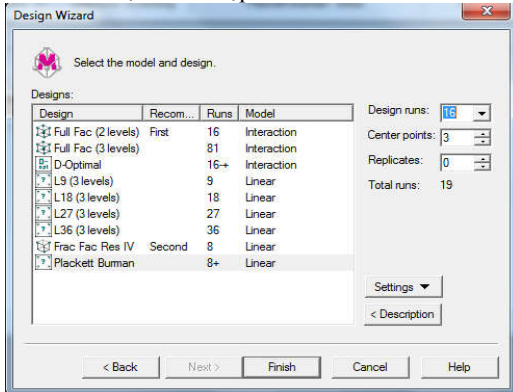 Design Wizard
Select the model and design.
Designs:
Design Recom... Runs Model
Full Fac (2 levels) First 16 Interaction
Full Fac (3 levels) 81 Interaction
D-Optimal 16-+ Interaction
L9 (3 levels) 9 Linear
L18 (3 levels) 18 Linear
L27 (3 levels) 27 Linear
L36 (3 levels) 36 Linear
Frac Fac Res IV Second 8 Linear
Plackett Burman 8+ Linear
Design runs: 16
Center points: 3
Replicates: 0
Total runs: 19
Settings
< Description
< Back Next > Finish Cancel Help